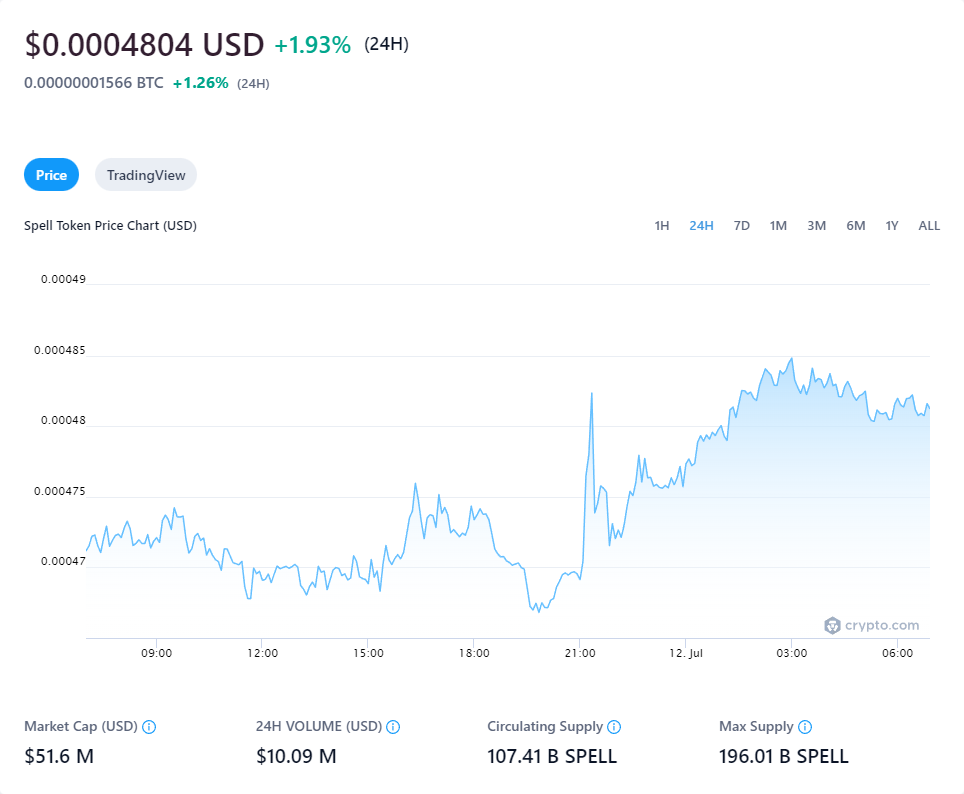 $0.0004804 USD +1.93% (24H)
0.00000001566 BTC +1.26% (24H)
Price TradingView
Spell Token Price Chart (USD) 1H 24H 7D 1M 3M 6M 1Y ALL
0.00049
0.000485
0.00048
0.000475
0.00047
crypto.com
09:00 12:00 15:00 18:00 21:00 12. Jul 03:00 06:00
Market Cap (USD) 24H VOLUME (USD) Circulating Supply Max Supply
$51.6 M $10.09 M 107.41 B SPELL 196.01 B SPELL